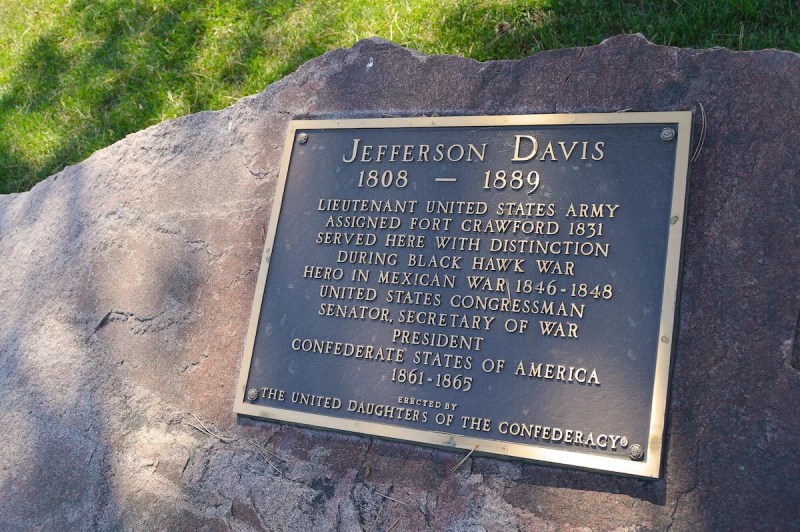 JEFFERSON DAVIS
1808 — 1889
LIEUTENANT UNITED STATES ARMY
ASSIGNED FORT CRAWFORD 1831
SERVED HERE WITH DISTINCTION
DURING BLACK HAWK WAR
HERO IN MEXICAN WAR 1846-1848
UNITED STATES CONGRESSMAN
SENATOR, SECRETARY OF WAR
PRESIDENT
CONFEDERATE STATES OF AMERICA
1861-1865
ERECTED BY
THE UNITED DAUGHTERS OF THE CONFEDERACY®